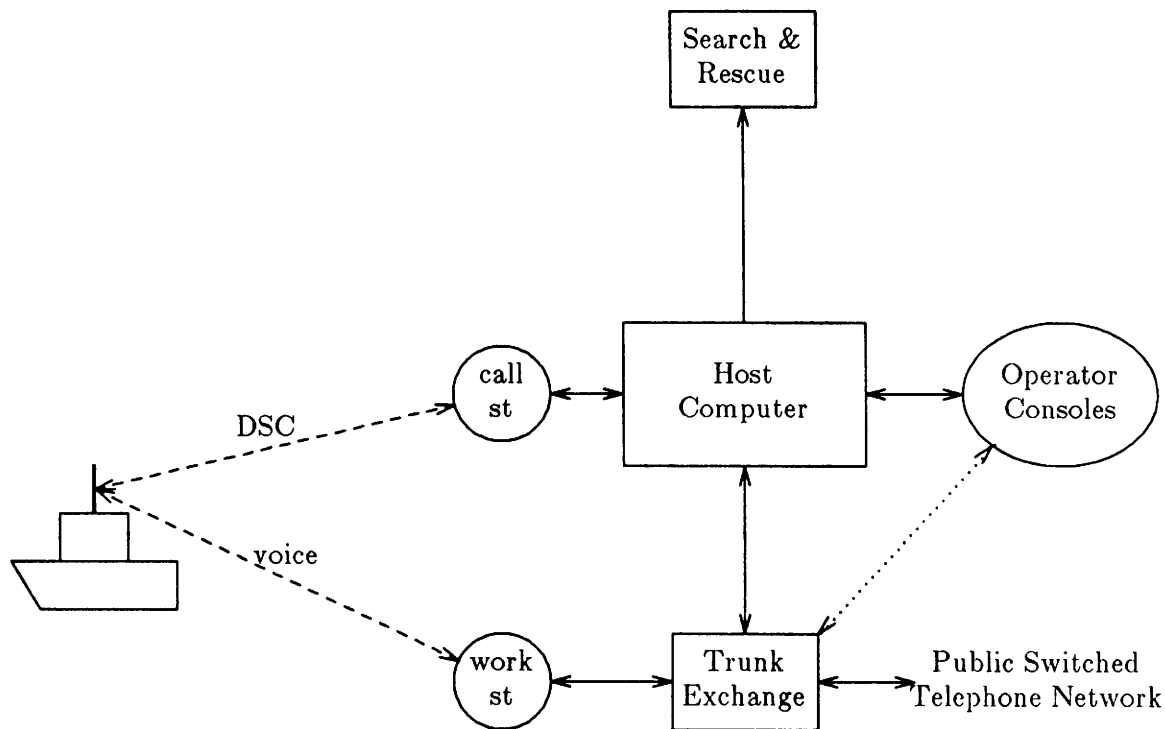 Search &
Rescue
call
st
Host
Computer
Operator
Consoles
DSC
voice
work
st
Trunk
Exchange
Public Switched
Telephone Network